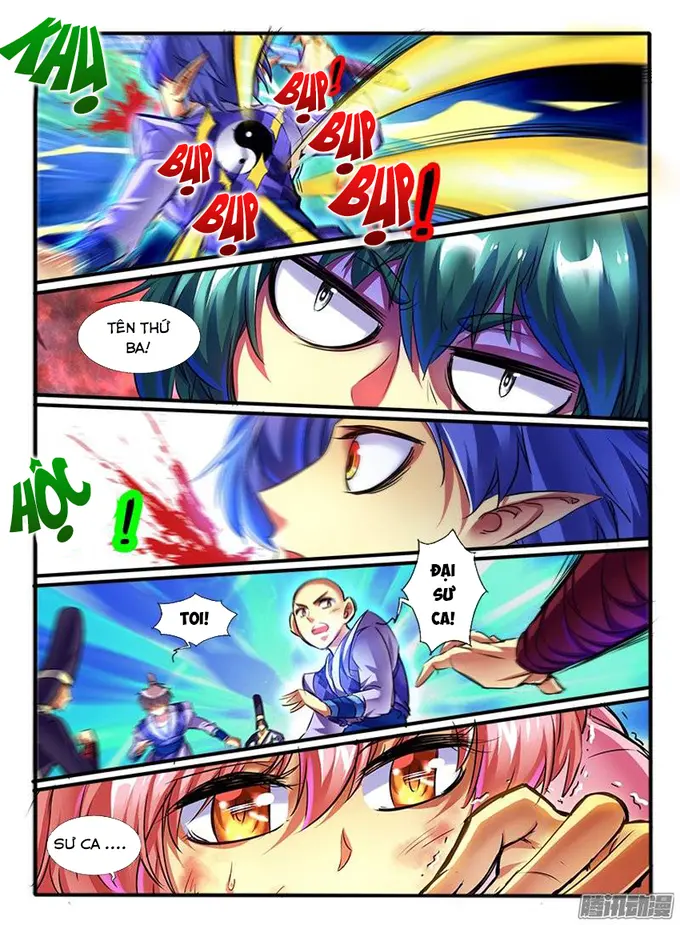 KHỤ
BỤP!
BỤP
BỤP
BỤP
BỤP!
TÊN THỨ
BA!
HỘC
!
ĐẠI
SƯ
CA!
TOI!
SƯ CA ....
腾讯动漫